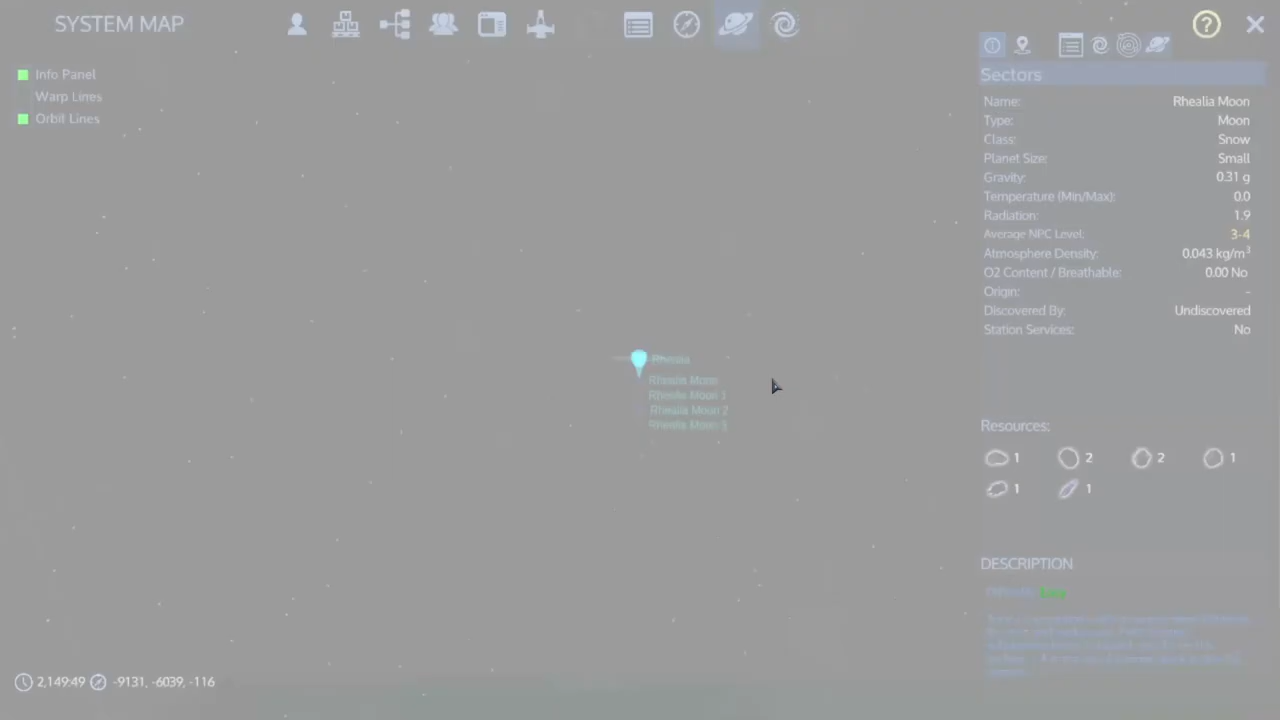 SYSTEM MAP
?
Info Panel
Warp Lines
Orbit Lines
Sectors
Name: Rhealia Moon
Type: Moon
Class: Snow
Planet Size: Small
Gravity: 0.31 g
Temperature (Min/Max): 0.0
Radiation: 1.9
Average NPC Level: 3-4
Atmosphere Density: 0.043 kg/m³
O2 Content / Breathable: 0.00 No
Origin: -
Discovered By: Undiscovered
Station Services: No
Rhealia
Rhealia Moon
Rhealia Moon 1
Rhealia Moon 2
Rhealia Moon 3
Resources:
1 2 2 1
1 1
DESCRIPTION
Easy
2,149:49 -9131, -6039, -116